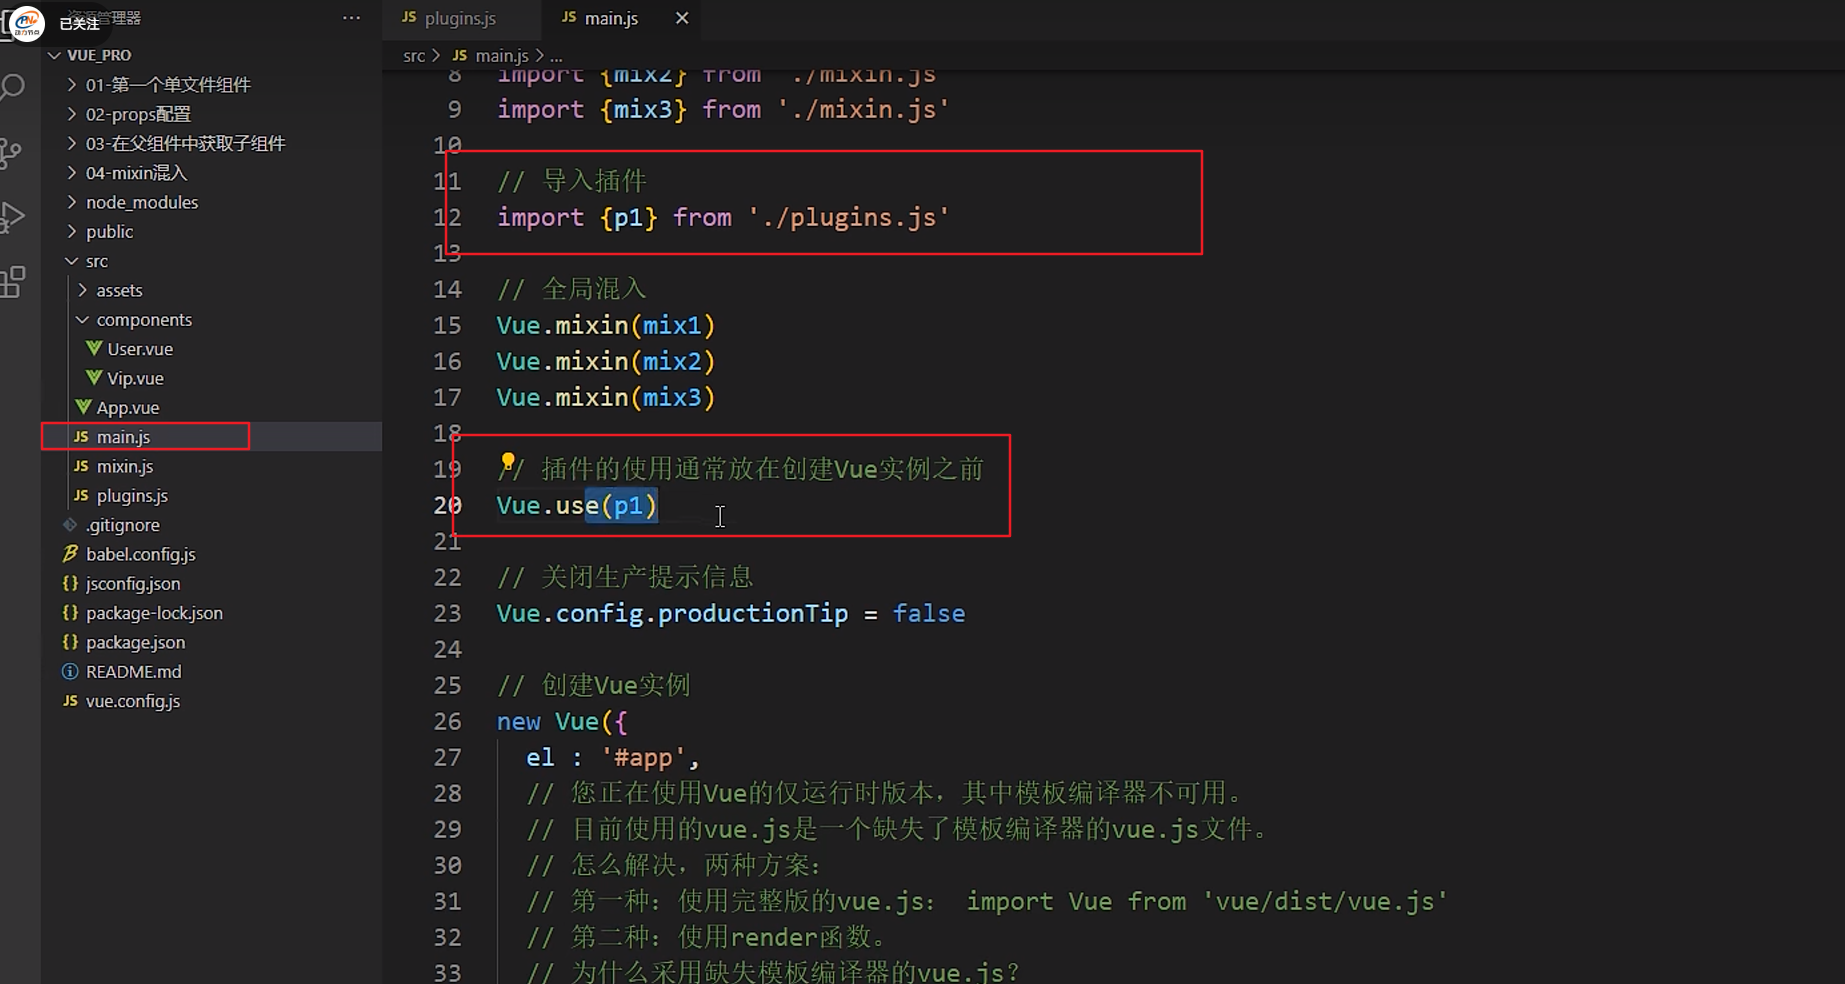 资源管理器
已关注
动力节点
VUE_PRO
01-第一个单文件组件
02-props配置
03-在父组件中获取子组件
04-mixin混入
node_modules
public
src
assets
components
User.vue
Vip.vue
App.vue
JS main.js
JS mixin.js
JS plugins.js
.gitignore
babel.config.js
{} jsconfig.json
{} package-lock.json
{} package.json
README.md
JS vue.config.js
JS plugins.js
JS main.js
src > JS main.js > ...
8 import {mix2} from './mixin.js'
9 import {mix3} from './mixin.js'
10
11 // 导入插件
12 import {p1} from './plugins.js'
13
14 // 全局混入
15 Vue.mixin(mix1)
16 Vue.mixin(mix2)
17 Vue.mixin(mix3)
18
19 // 插件的使用通常放在创建Vue实例之前
20 Vue.use(p1)
21
22 // 关闭生产提示信息
23 Vue.config.productionTip = false
24
25 // 创建Vue实例
26 new Vue({
27 el : '#app',
28 // 您正在使用Vue的仅运行时版本，其中模板编译器不可用。
29 // 目前使用的vue.js是一个缺失了模板编译器的vue.js文件。
30 // 怎么解决，两种方案：
31 // 第一种：使用完整版的vue.js： import Vue from 'vue/dist/vue.js'
32 // 第二种：使用render函数。
33 // 为什么采用缺失模板编译器的vue.js？